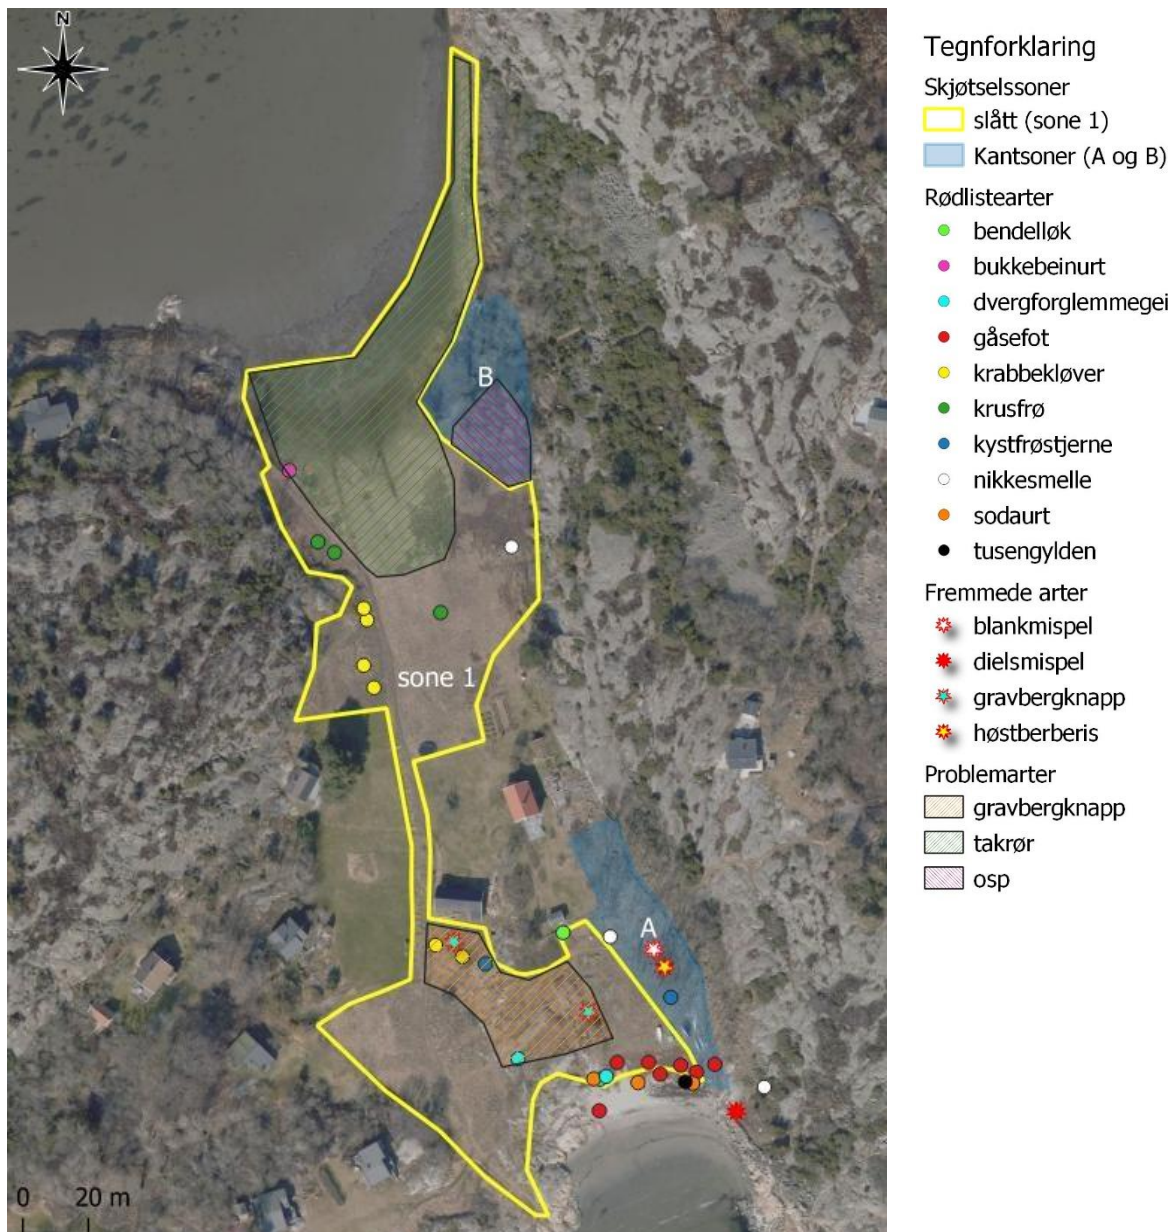 N
B
sone 1
A
0 20 m
Tegnforklaring
Skjøtselssoner
slått (sone 1)
Kantsoner (A og B)
Rødlistearter
bendelløk
bukkebeinurt
dvergforglemmegei
gåsefot
krabbekløver
krusfrø
kystfrøstjerne
nikkesmelle
sodaurt
tusengylden
Fremmede arter
blankmispel
dielsmispel
gravbergknapp
høstberberis
Problemarter
gravbergknapp
takrør
osp